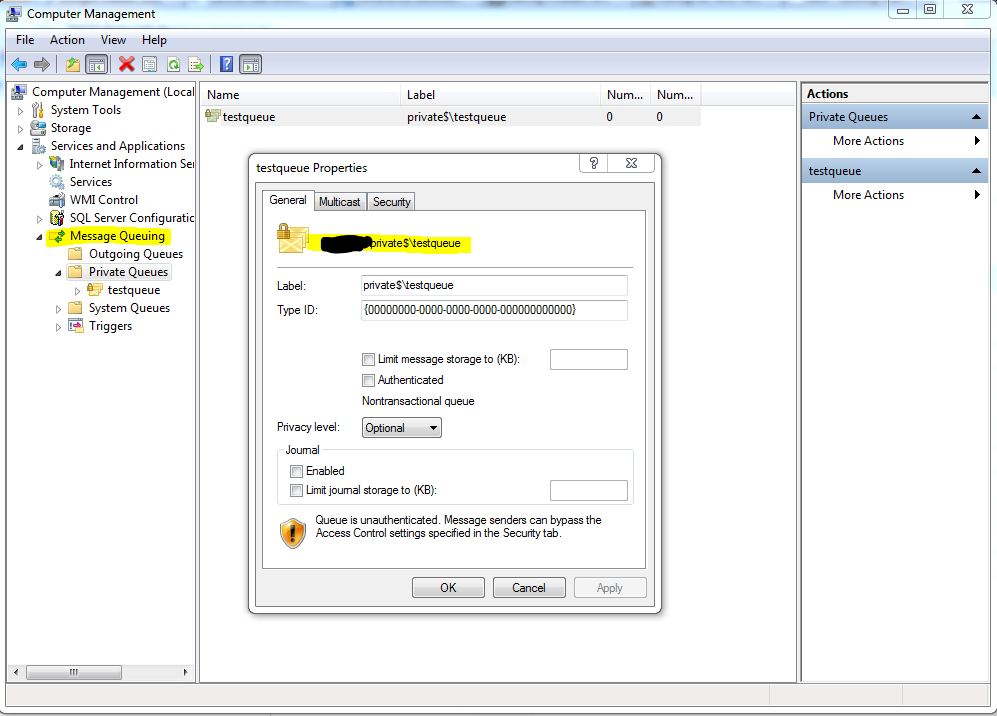 Computer Management
File Action View Help
Computer Management (Local
System Tools
Storage
Services and Applications
Internet Information Ser
Services
WMI Control
SQL Server Configuratio
Message Queuing
Outgoing Queues
Private Queues
testqueue
System Queues
Triggers
Name Label Num... Num...
testqueue private$\testqueue 0 0
testqueue Properties
General Multicast Security
private$\testqueue
Label: private$\testqueue
Type ID: {00000000-0000-0000-0000-000000000000}
Limit message storage to (KB):
Authenticated
Nontransactional queue
Privacy level: Optional
Journal
Enabled
Limit journal storage to (KB):
Queue is unauthenticated. Message senders can bypass the
Access Control settings specified in the Security tab.
OK Cancel Apply
Actions
Private Queues
More Actions
testqueue
More Actions